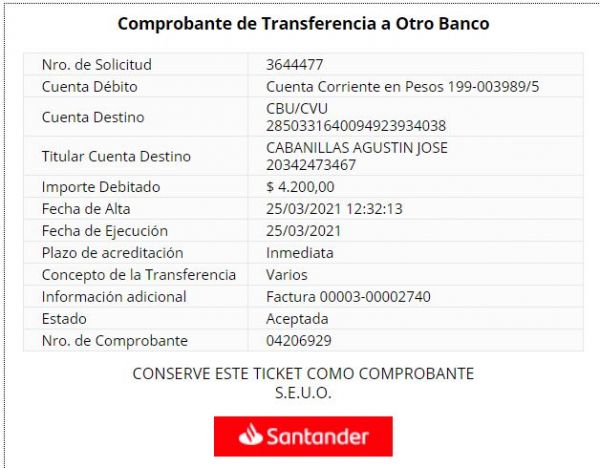 Comprobante de Transferencia a Otro Banco
Nro. de Solicitud 3644477
Cuenta Débito Cuenta Corriente en Pesos 199-003989/5
Cuenta Destino CBU/CVU
2850331640094923934038
Titular Cuenta Destino CABANILLAS AGUSTIN JOSE
20342473467
Importe Debitado $ 4.200,00
Fecha de Alta 25/03/2021 12:32:13
Fecha de Ejecución 25/03/2021
Plazo de acreditación Inmediata
Concepto de la Transferencia Varios
Información adicional Factura 00003-00002740
Estado Aceptada
Nro. de Comprobante 04206929
CONSERVE ESTE TICKET COMO COMPROBANTE
S.E.U.O.
Santander